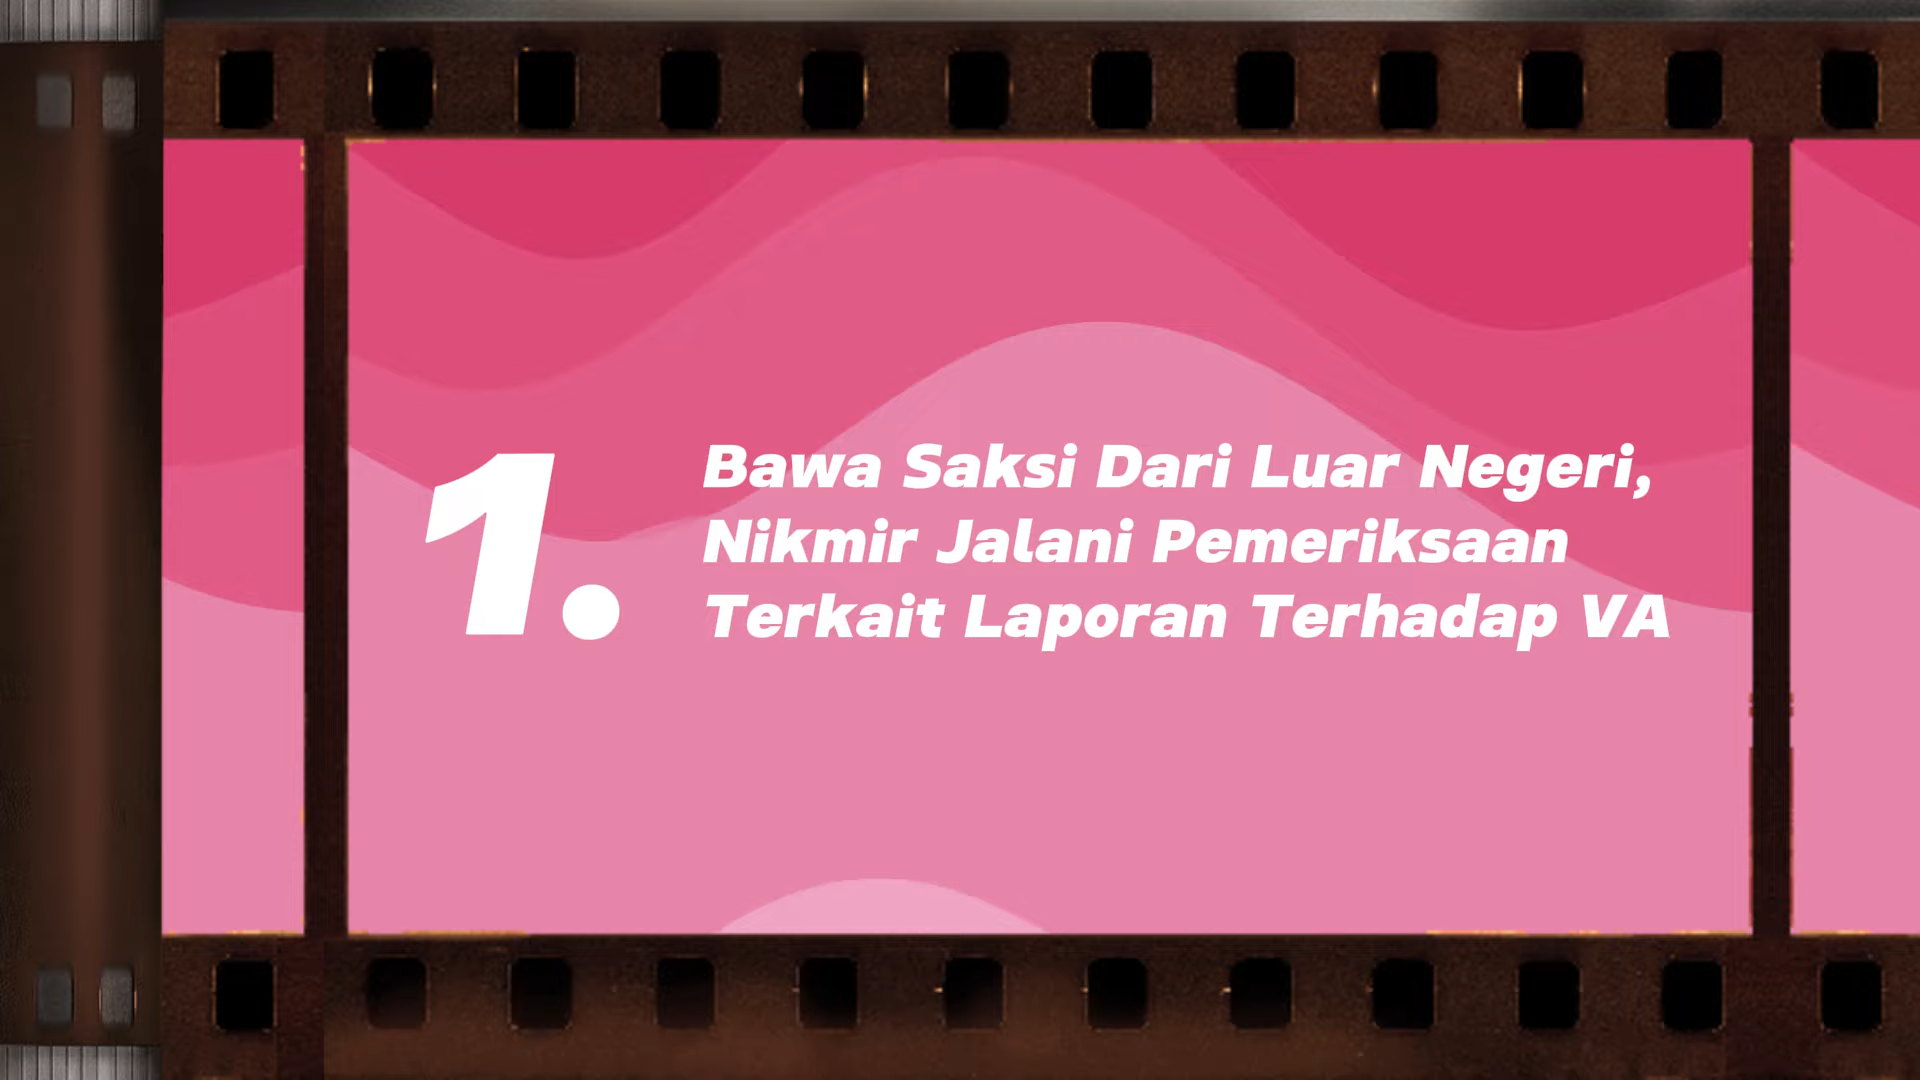 1.
Bawa Saksi Dari Luar Negeri,
Nikmir Jalani Pemeriksaan
Terkait Laporan Terhadap VA